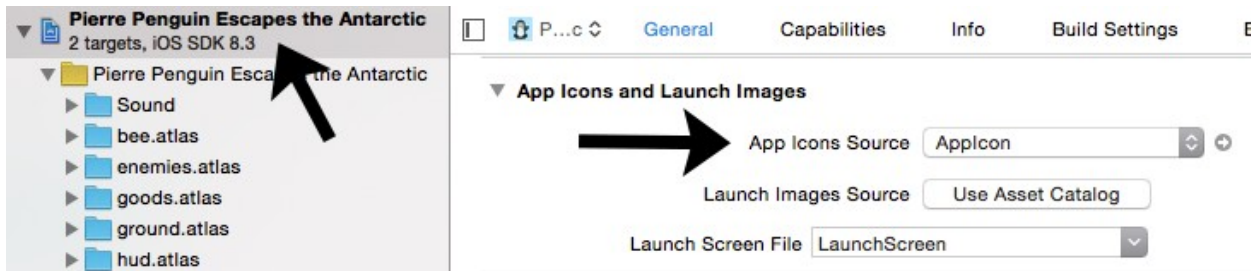 Pierre Penguin Escapes the Antarctic
2 targets, iOS SDK 8.3
Pierre Penguin Esca the Antarctic
Sound
bee.atlas
enemies.atlas
goods.atlas
ground.atlas
hud.atlas
P...c General Capabilities Info Build Settings
App Icons and Launch Images
App Icons Source AppIcon
Launch Images Source Use Asset Catalog
Launch Screen File LaunchScreen